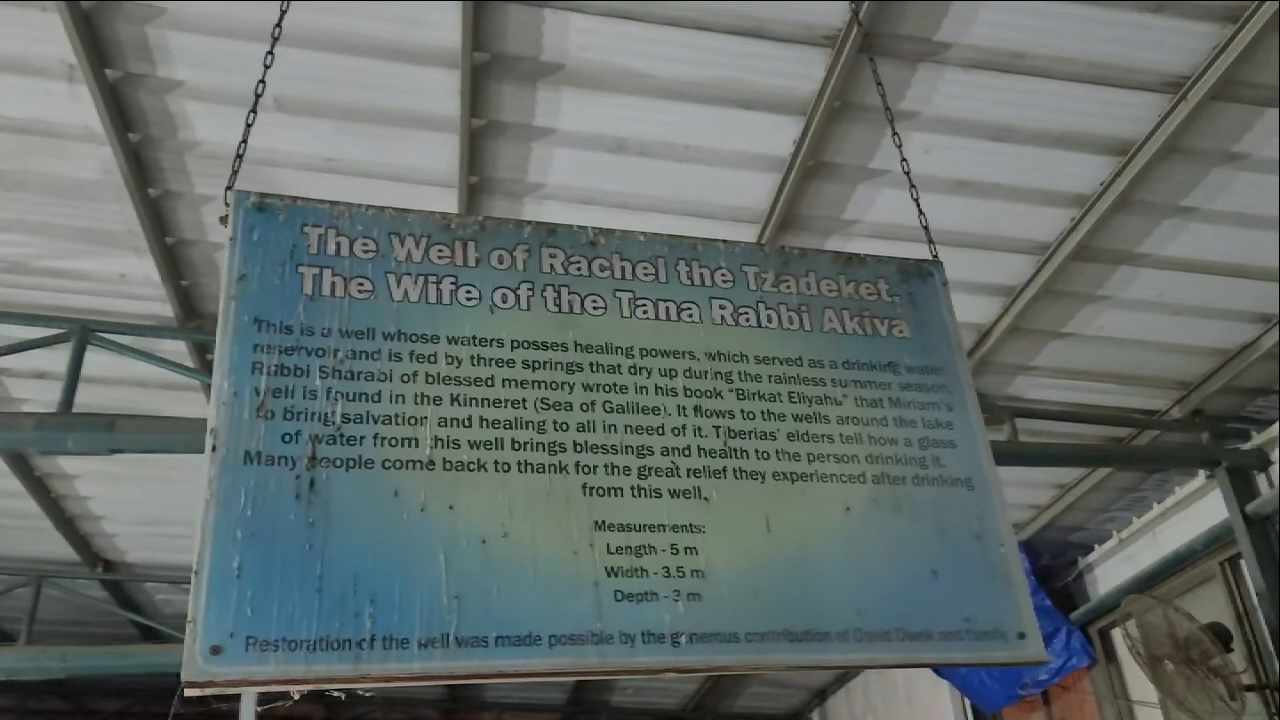 The Well of Rachel the Tzadeket,
The Wife of the Tana Rabbi Akiva
This is a well whose waters posses healing powers, which served as a drinking water
reservoir and is fed by three springs that dry up during the rainless summer season.
Rabbi Sharabi of blessed memory wrote in his book "Birkat Eliyahu" that Miriam's
well is found in the Kinneret (Sea of Galilee). It flows to the wells around the lake
to bring salvation and healing to all in need of it. Tiberias' elders tell how a glass
of water from this well brings blessings and health to the person drinking it.
Many people come back to thank for the great relief they experienced after drinking
from this well.
Measurements:
Length - 5 m
Width - 3.5 m
Depth - 3 m
Restoration of the well was made possible by the generous contribution of David Dwek and family